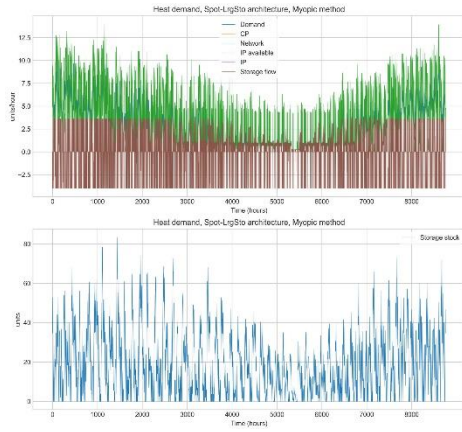 Heat demand, Spot-LrgSto architecture, Myopic method
Demand
CP
Network
IP available
IP
Storage flow
12.5
10.0
7.5
5.0
2.5
0.0
−2.5
units/hour
0 1000 2000 3000 4000 5000 6000 7000 8000
Time (hours)
Heat demand, Spot-LrgSto architecture, Myopic method
Storage stock
80
60
40
20
0
units
0 1000 2000 3000 4000 5000 6000 7000 8000
Time (hours)